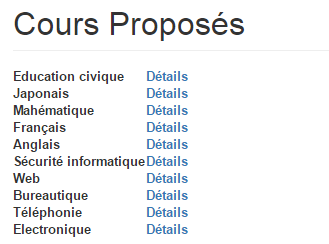 Cours Proposés
Education civique Détails
Japonais Détails
Mahématique Détails
Français Détails
Anglais Détails
Sécurité informatique Détails
Web Détails
Bureautique Détails
Téléphonie Détails
Electronique Détails